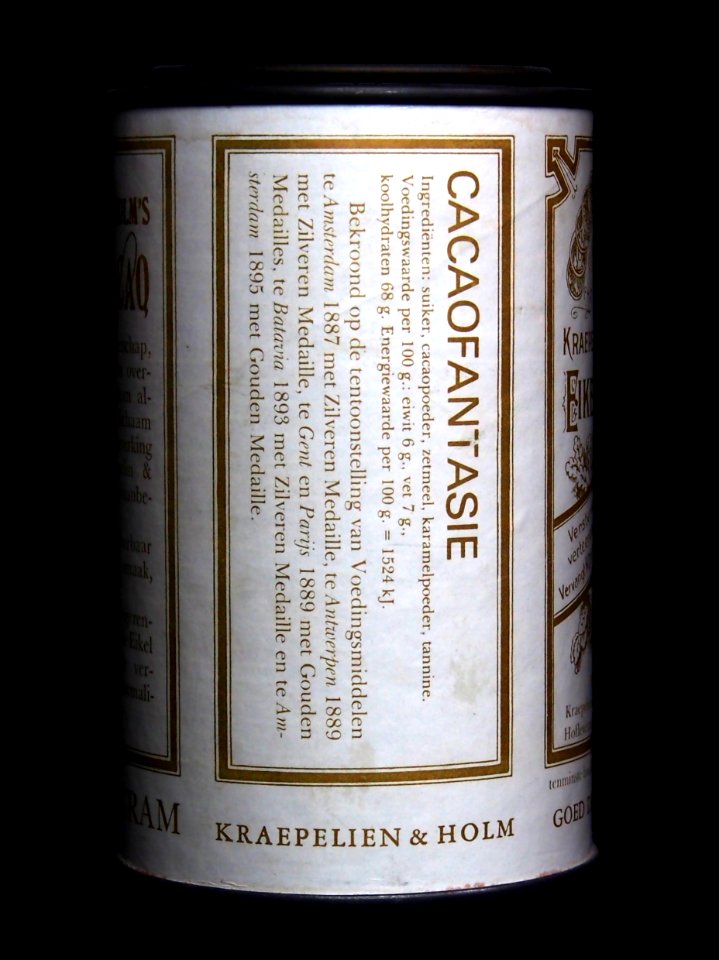 CACAOFANTASIE
Ingrediënten: suiker, cacaopoeder, zetmeel, karamelpoeder, tannine.
Voedingswaarde per 100 g.: eiwit 6 g., vet 7 g.,
koolhydraten 68 g. Energiewaarde per 100 g. = 1524 kJ.
Bekroond op de tentoonstelling van Voedingsmiddelen
te Amsterdam 1887 met Zilveren Medaille, te Antwerpen 1889
met Zilveren Medaille, te Gent en Parijs 1889 met Gouden
Medailles, te Batavia 1893 met Zilveren Medaille en te Am-
sterdam 1895 met Gouden Medaille.
KRAEPELIEN & HOLM
GOED